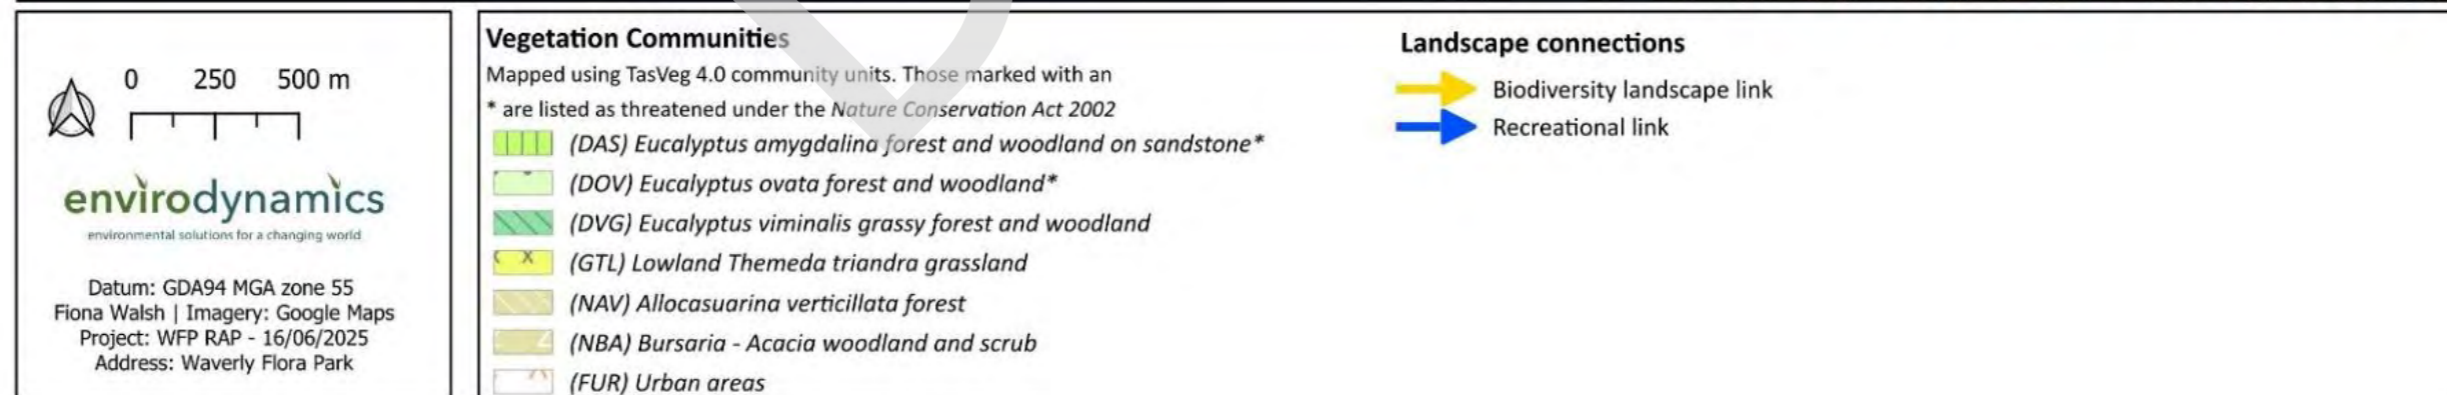 0 250 500 m
envirodynamics
environmental solutions for a changing world
Datum: GDA94 MGA zone 55
Fiona Walsh | Imagery: Google Maps
Project: WFP RAP - 16/06/2025
Address: Waverly Flora Park
Vegetation Communities
Mapped using TasVeg 4.0 community units. Those marked with an
* are listed as threatened under the Nature Conservation Act 2002
(DAS) Eucalyptus amygdalina forest and woodland on sandstone*
(DOV) Eucalyptus ovata forest and woodland*
(DVG) Eucalyptus viminalis grassy forest and woodland
(GTL) Lowland Themeda triandra grassland
(NAV) Allocasuarina verticillata forest
(NBA) Bursaria - Acacia woodland and scrub
(FUR) Urban areas
Landscape connections
Biodiversity landscape link
Recreational link